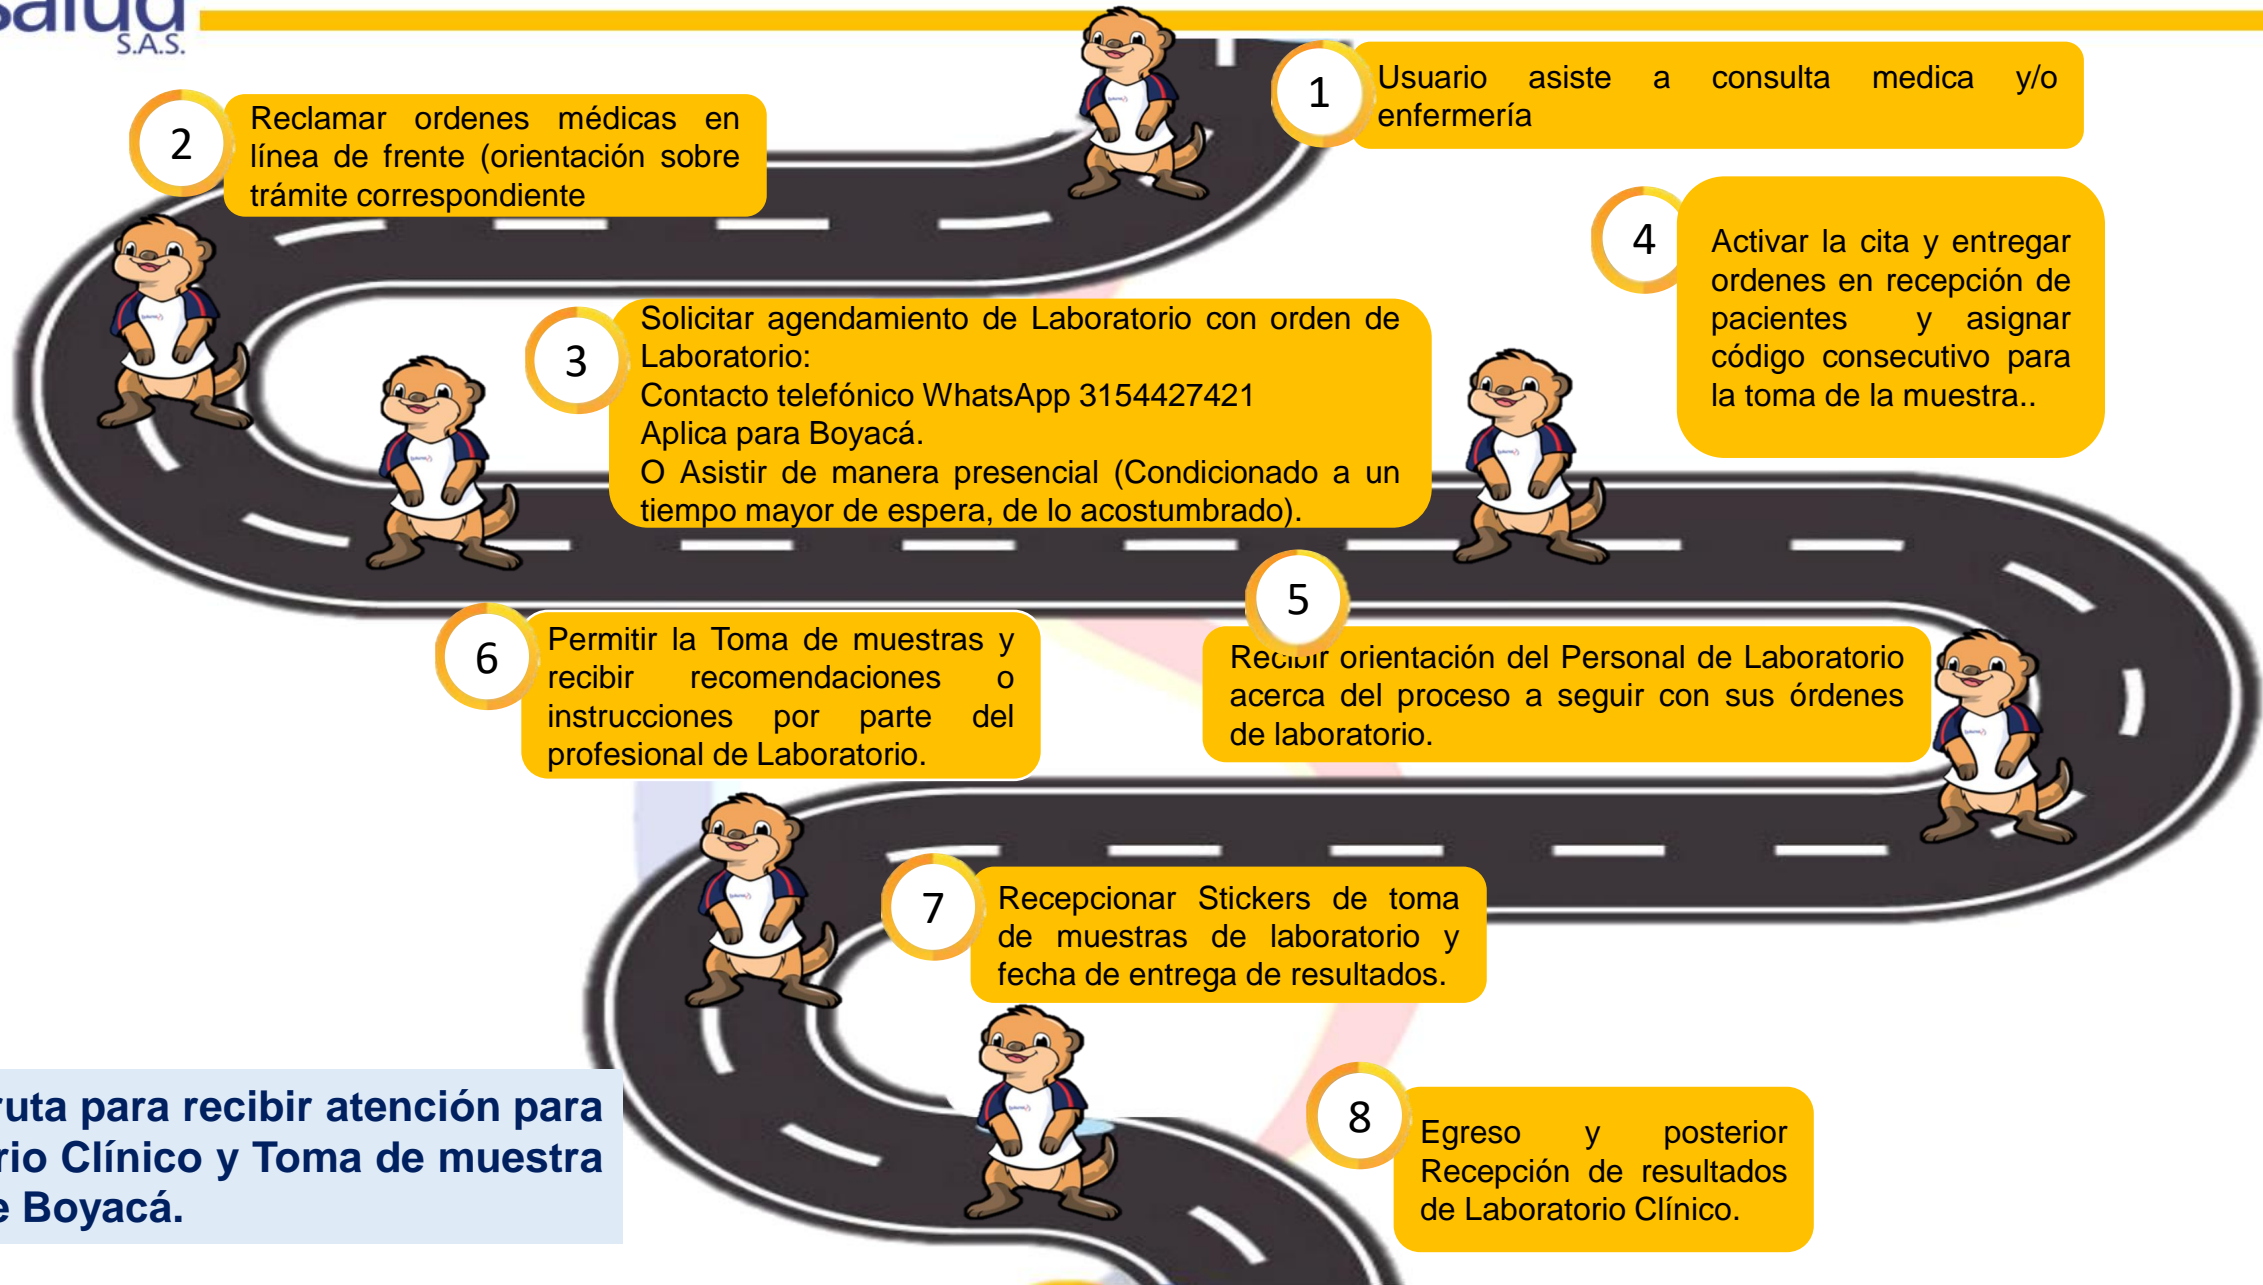 salud
S.A.S.
1
Usuario asiste a consulta medica y/o
enfermería
2
Reclamar ordenes médicas en
línea de frente (orientación sobre
trámite correspondiente
3
Solicitar agendamiento de Laboratorio con orden de
Laboratorio:
Contacto telefónico WhatsApp 3154427421
Aplica para Boyacá.
O Asistir de manera presencial (Condicionado a un
tiempo mayor de espera, de lo acostumbrado).
4
Activar la cita y entregar
ordenes en recepción de
pacientes y asignar
código consecutivo para
la toma de la muestra..
5
Recibir orientación del Personal de Laboratorio
acerca del proceso a seguir con sus órdenes
de laboratorio.
6
Permitir la Toma de muestras y
recibir recomendaciones o
instrucciones por parte del
profesional de Laboratorio.
7
Recepcionar Stickers de toma
de muestras de laboratorio y
fecha de entrega de resultados.
8
Egreso y posterior
Recepción de resultados
de Laboratorio Clínico.
ruta para recibir atención para
rio Clínico y Toma de muestra
e Boyacá.